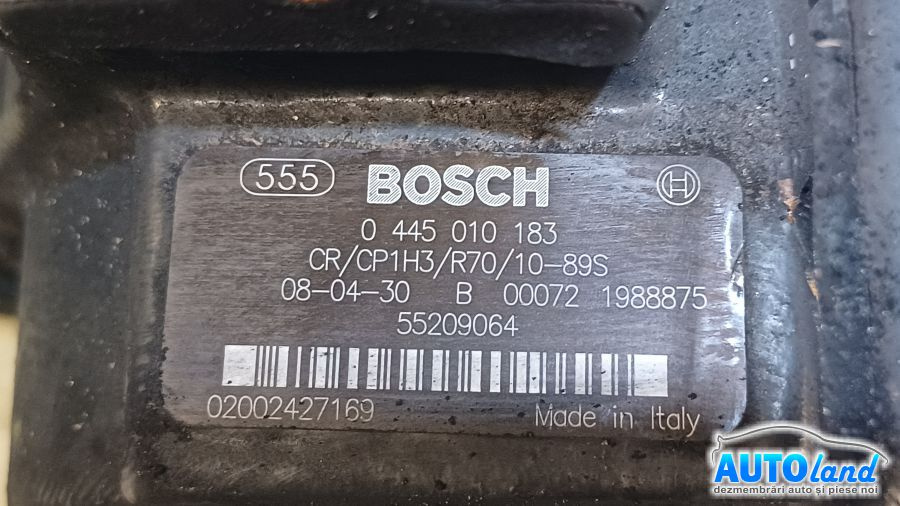 555 BOSCH
0 445 010 183
CR/CP1H3/R70/10-89S
08-04-30 B 00072 1988875
55209064
02002427169 Made in Italy
AUTOland
dezmembrări auto și piese noi